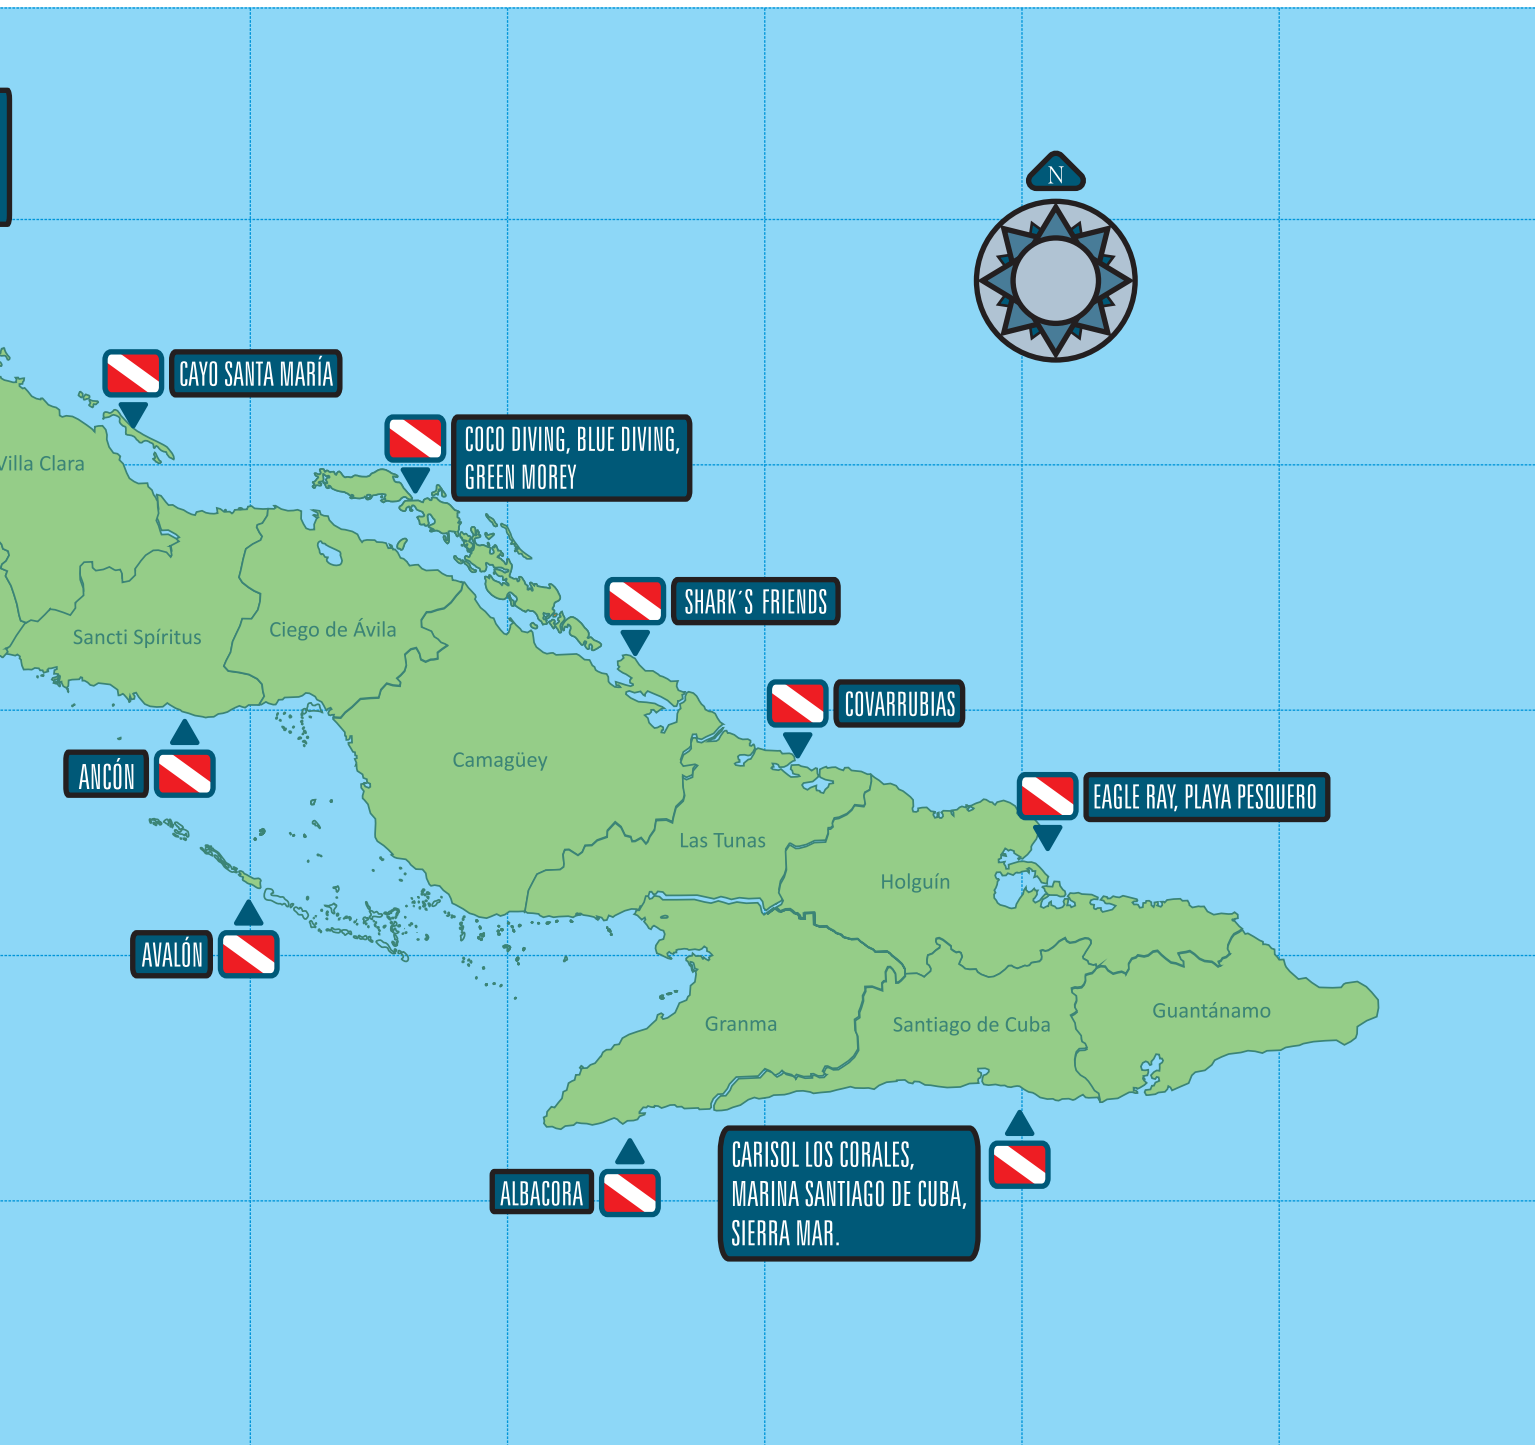 N
CAYO SANTA MARÍA
COCO DIVING, BLUE DIVING,
GREEN MOREY
Villa Clara
SHARK´S FRIENDS
Sancti Spíritus
Ciego de Ávila
COVARRUBIAS
ANCÓN
Camagüey
EAGLE RAY, PLAYA PESQUERO
Las Tunas
Holguín
AVALÓN
Granma
Santiago de Cuba
Guantánamo
ALBACORA
CARISOL LOS CORALES,
MARINA SANTIAGO DE CUBA,
SIERRA MAR.